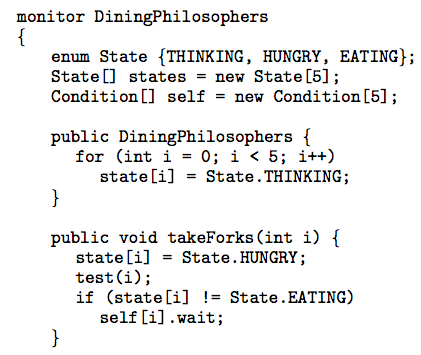 monitor DiningPhilosophers
{
enum State {THINKING, HUNGRY, EATING};
State[] states = new State[5];
Condition[] self = new Condition[5];
public DiningPhilosophers {
for (int i = 0; i < 5; i++)
state[i] = State.THINKING;
}
public void takeForks(int i) {
state[i] = State.HUNGRY;
test(i);
if (state[i] != State.EATING)
self[i].wait;
}